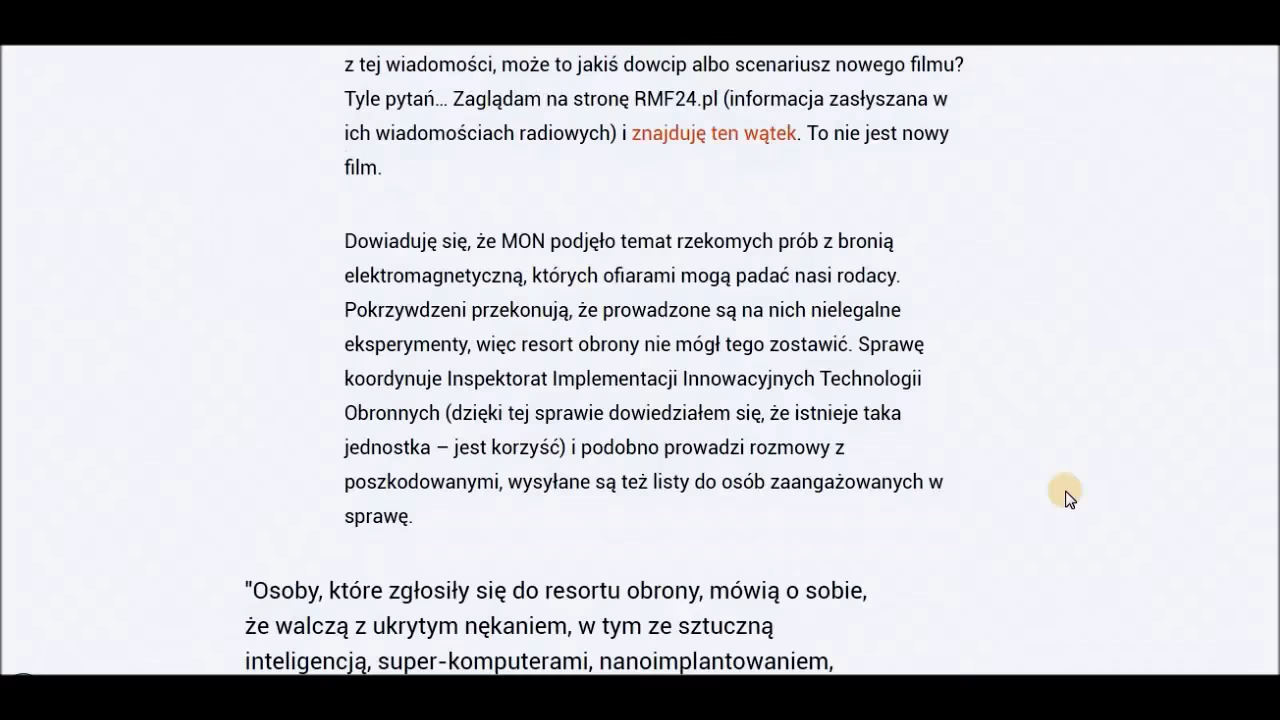 z tej wiadomości, może to jakiś dowcip albo scenariusz nowego filmu?
Tyle pytań... Zaglądam na stronę RMF24.pl (informacja zasłyszana w
ich wiadomościach radiowych) i znajduję ten wątek. To nie jest nowy
film.
Dowiaduję się, że MON podjęło temat rzekomych prób z bronią
elektromagnetyczną, których ofiarami mogą padać nasi rodacy.
Pokrzywdzeni przekonują, że prowadzone są na nich nielegalne
eksperymenty, więc resort obrony nie mógł tego zostawić. Sprawę
koordynuje Inspektorat Implementacji Innowacyjnych Technologii
Obronnych (dzięki tej sprawie dowiedziałem się, że istnieje taka
jednostka – jest korzyść) i podobno prowadzi rozmowy z
poszkodowanymi, wysyłane są też listy do osób zaangażowanych w
sprawę.
"Osoby, które zgłosiły się do resortu obrony, mówią o sobie,
że walczą z ukrytym nękaniem, w tym ze sztuczną
inteligencją, super-komputerami, nanoimplantowaniem,